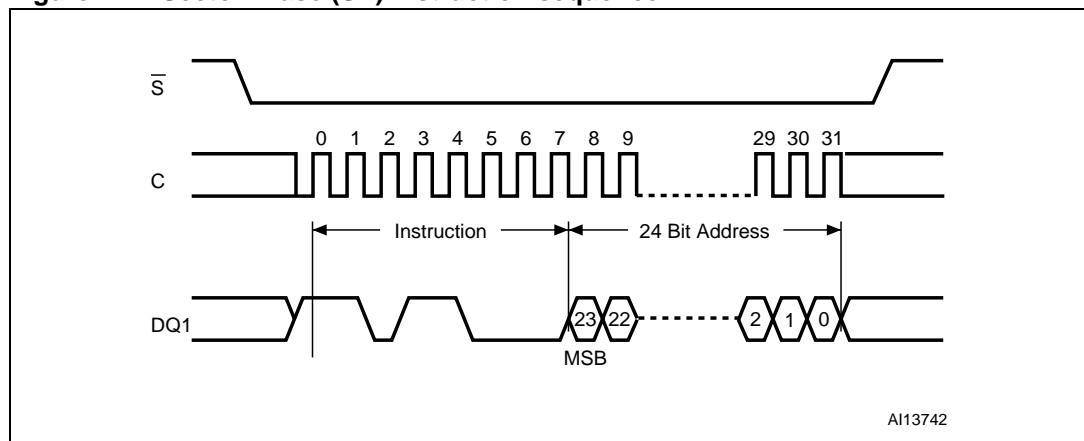 S
0 1 2 3 4 5 6 7 8 9 29 30 31
C
Instruction 24 Bit Address
DQ1 23 22 2 1 0
MSB
AI13742